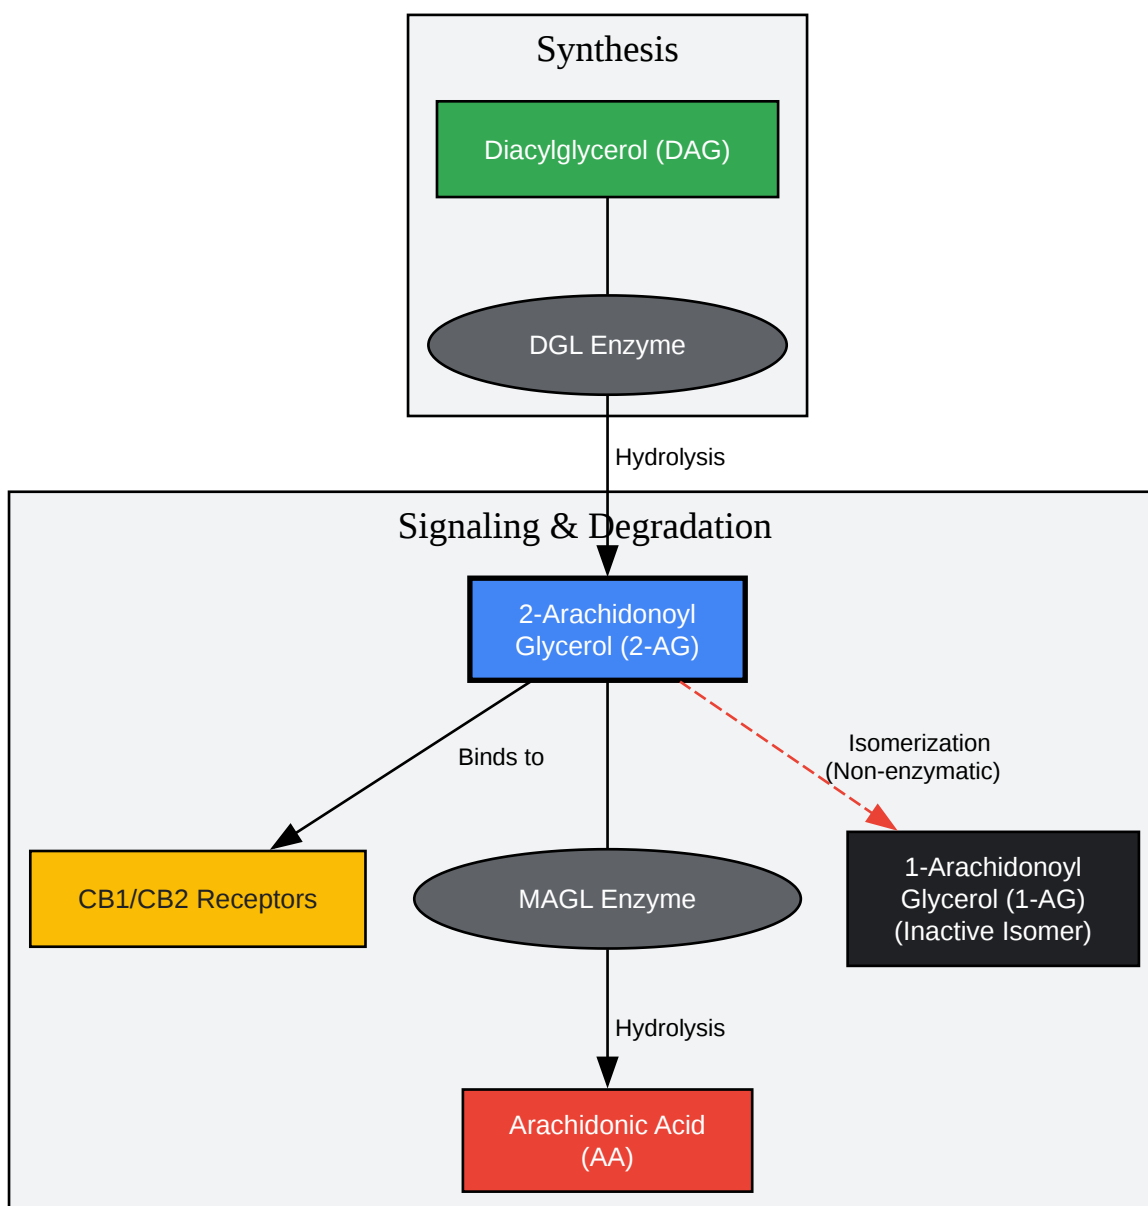 Synthesis
Diacylglycerol (DAG)
DGL Enzyme
Hydrolysis
Signaling & Degradation
2-Arachidonoyl
Glycerol (2-AG)
Binds to
Isomerization
(Non-enzymatic)
CB1/CB2 Receptors
MAGL Enzyme
1-Arachidonoyl
Glycerol (1-AG)
(Inactive Isomer)
Hydrolysis
Arachidonic Acid
(AA)